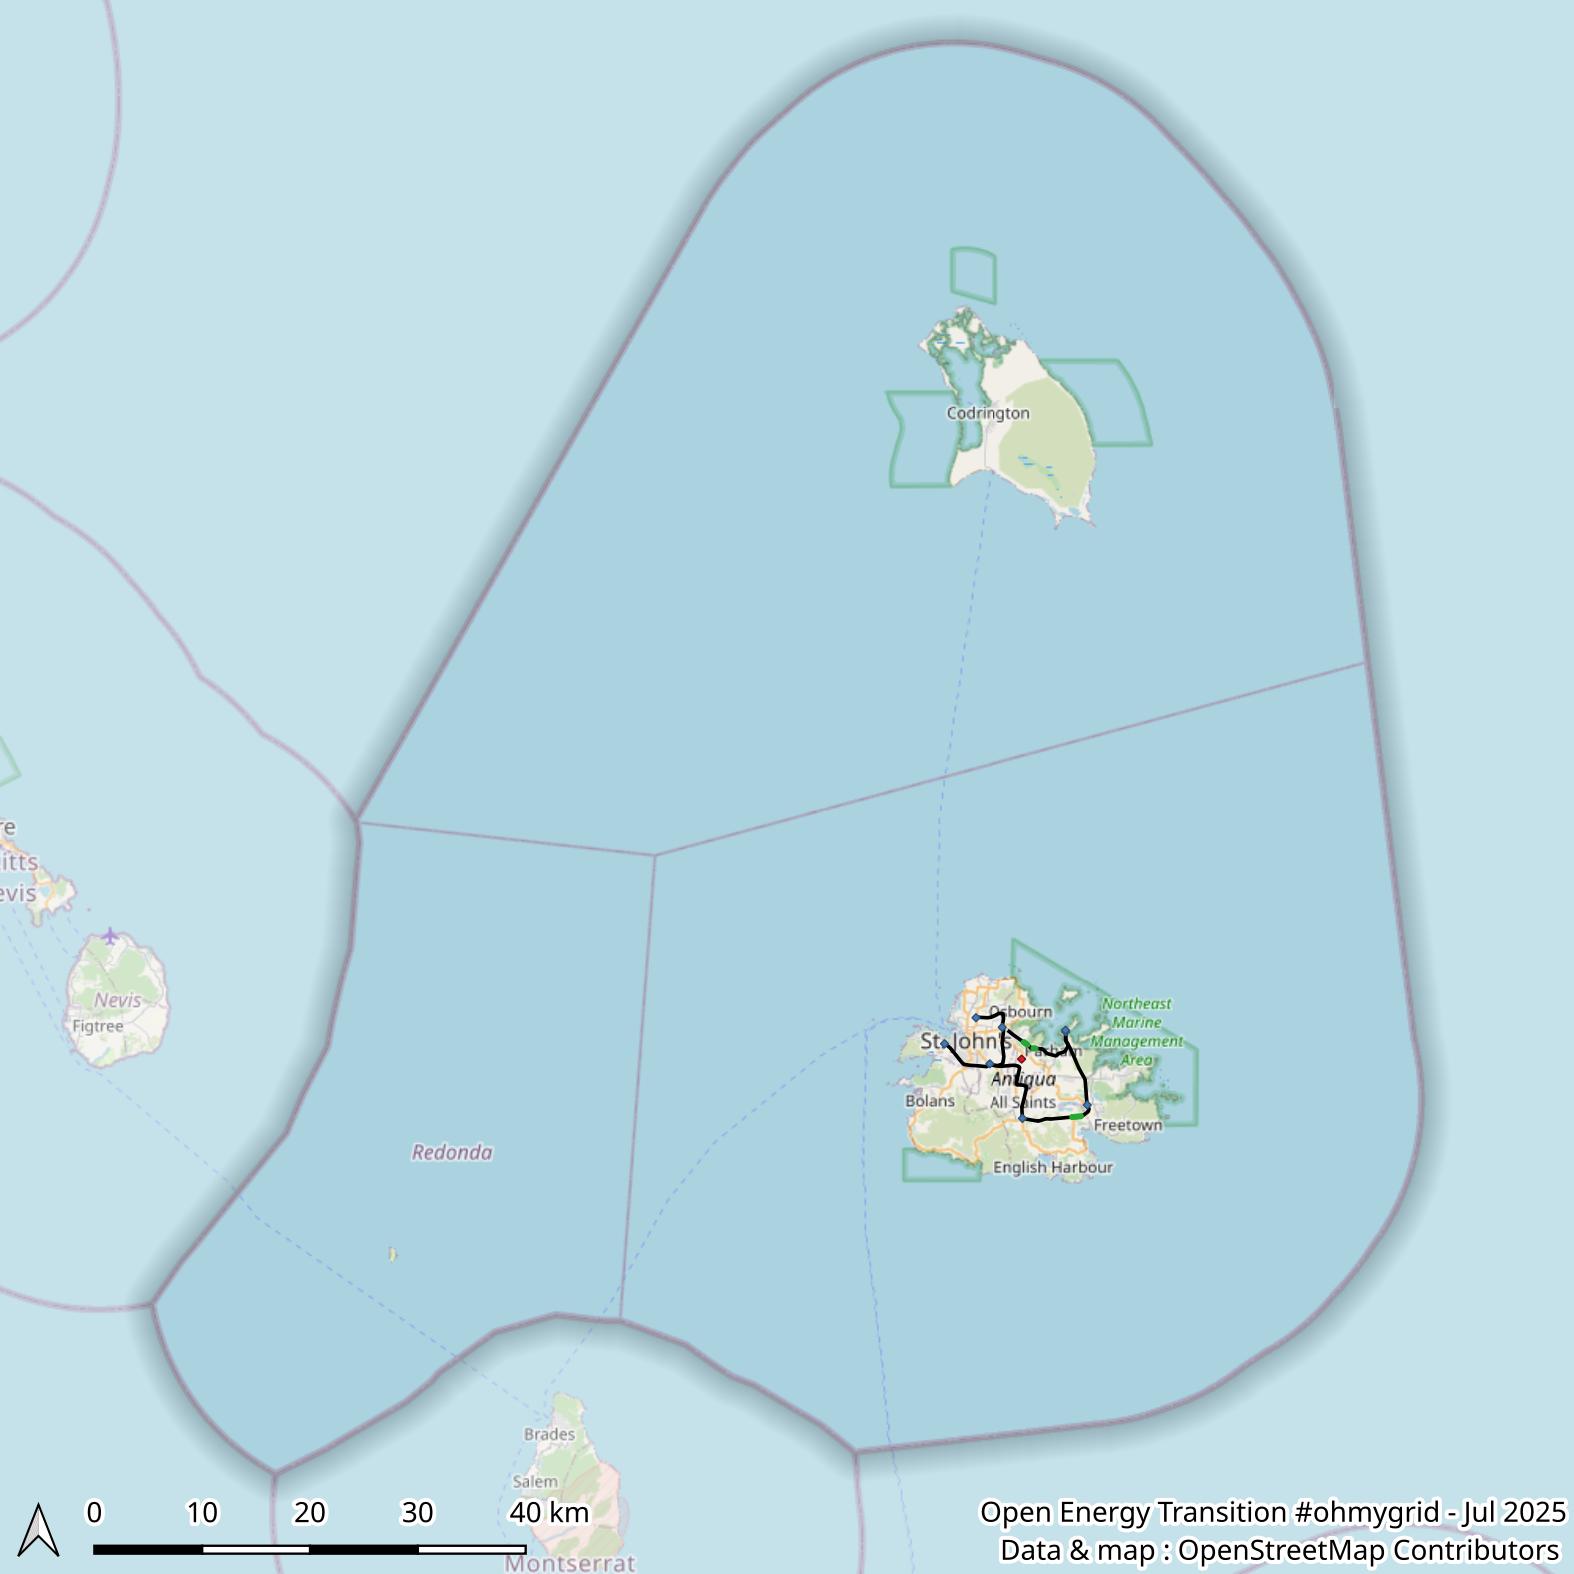 Codrington
re
itts
evis
Nevis
Figtree
Osbourn
St. John's
Parham
Antigua
All Saints
Bolans
Freetown
English Harbour
Northeast
Marine
Management
Area
Redonda
Brades
Salem
Montserrat
0 10 20 30 40 km
Open Energy Transition #ohmygrid - Jul 2025
Data & map : OpenStreetMap Contributors